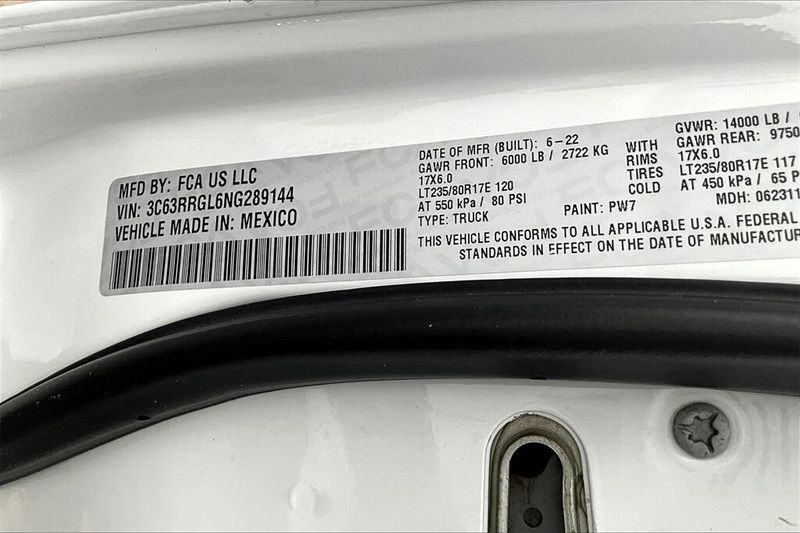 MFD BY: FCA US LLC
VIN: 3C63RRGL6NG289144
VEHICLE MADE IN: MEXICO
DATE OF MFR (BUILT): 6-22
GAWR FRONT: 6000 LB / 2722 KG WITH
17X6.0 RIMS
LT235/80R17E 120 TIRES
AT 550 kPa / 80 PSI COLD
TYPE: TRUCK PAINT: PW7
GVWR: 14000 LB /
GAWR REAR: 9750
17X6.0
LT235/80R17E 117
AT 450 kPa / 65 P
MDH: 062311
THIS VEHICLE CONFORMS TO ALL APPLICABLE U.S.A. FEDERAL
STANDARDS IN EFFECT ON THE DATE OF MANUFACTUR